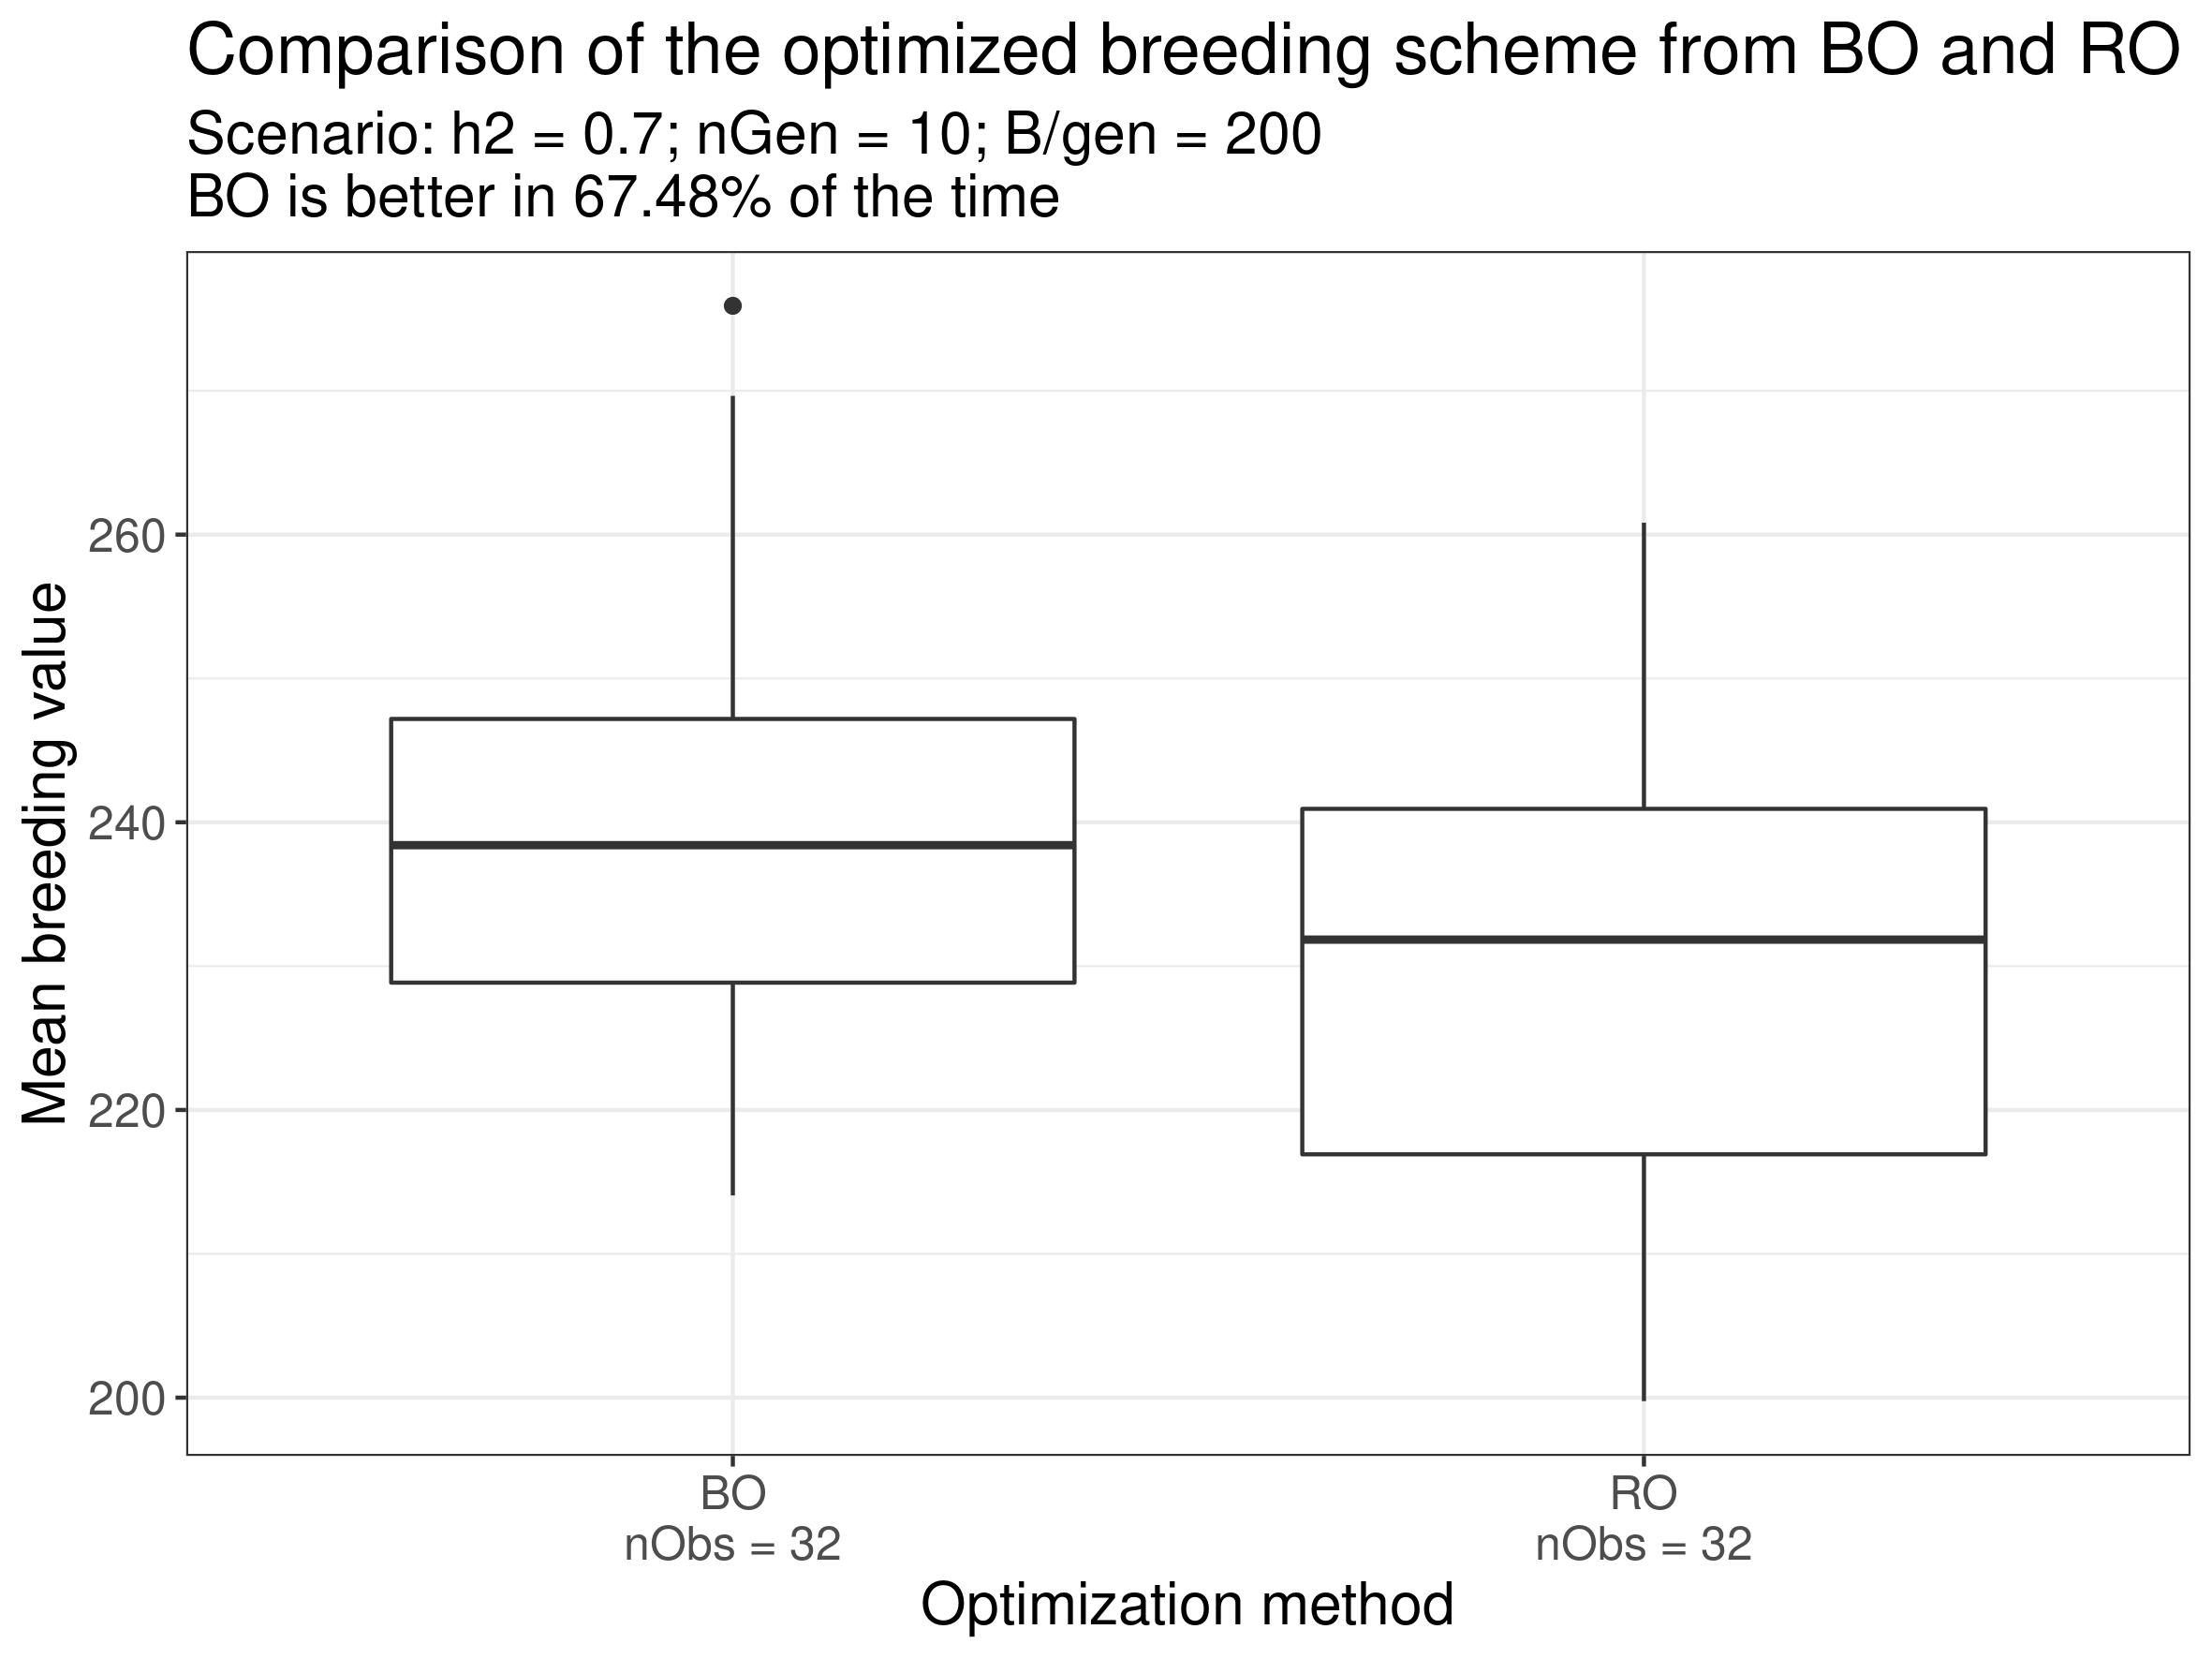 Comparison of the optimized breeding scheme from BO and RO
Scenario: h2 = 0.7; nGen = 10; B/gen = 200
BO is better in 67.48% of the time
Mean breeding value
260
240
220
200
BO
nObs = 32
RO
nObs = 32
Optimization method